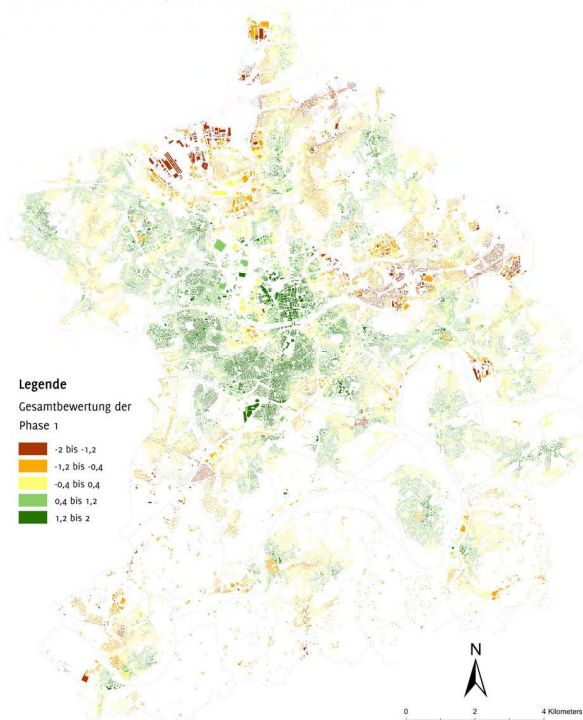 Legende
Gesamtbewertung der
Phase 1
-2 bis -1,2
-1,2 bis -0,4
-0,4 bis 0,4
0,4 bis 1,2
1,2 bis 2
N
0 2 4 Kilometers